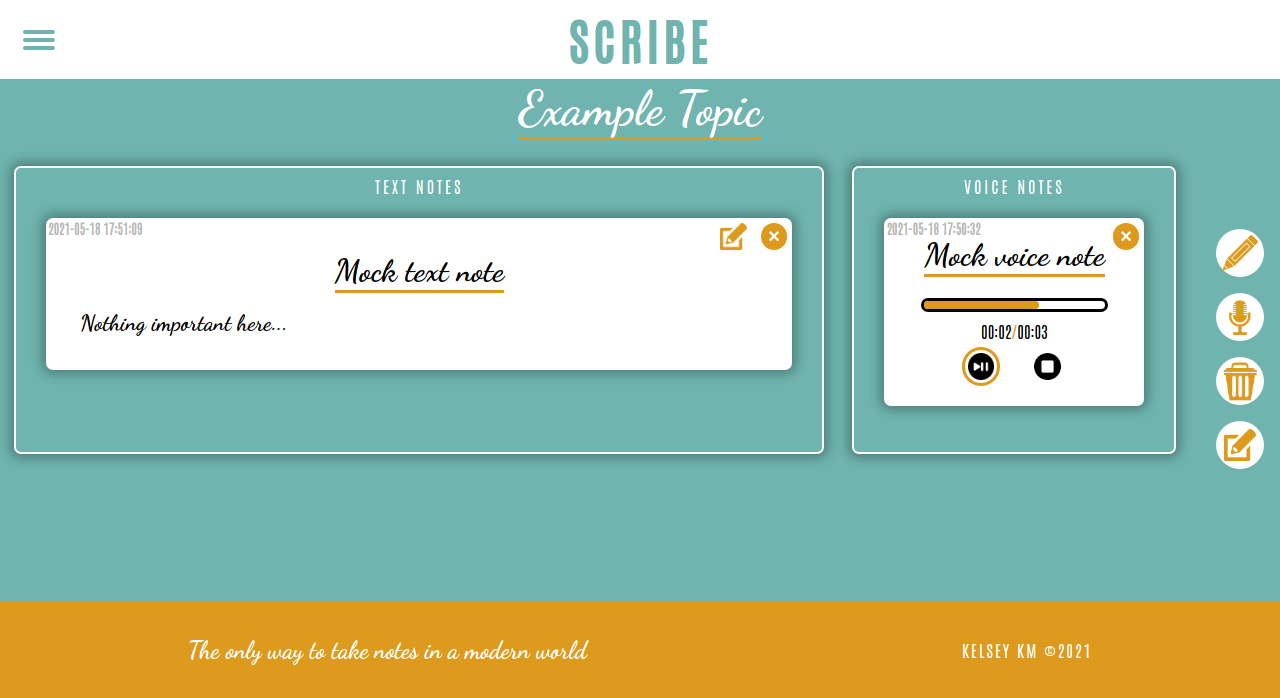 SCRIBE
Example Topic
TEXT NOTES
2021-05-18 17:51:09
Mock text note
Nothing important here...
VOICE NOTES
2021-05-18 17:50:32
Mock voice note
00:02/00:03
The only way to take notes in a modern world
KELSEY KM ©2021